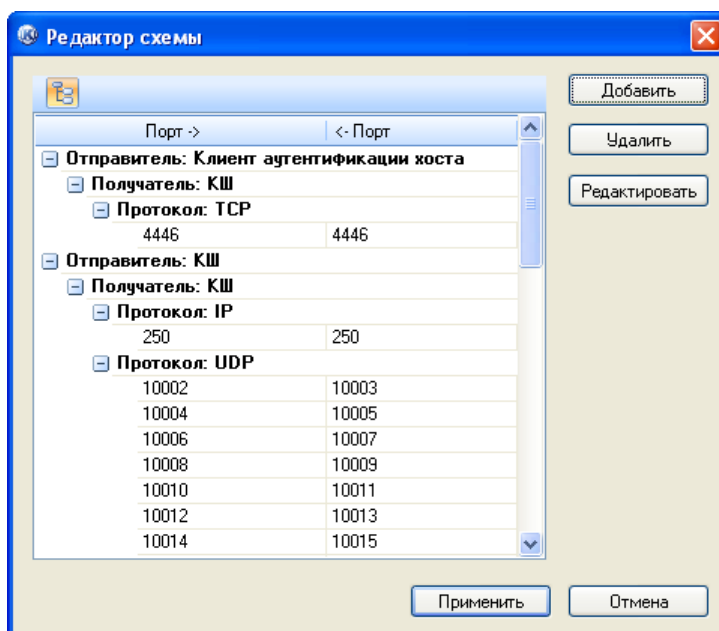 Редактор схемы
Добавить
Порт -> <- Порт
Удалить
Отправитель: Клиент аутентификации хоста
Получатель: КШ
Редактировать
Протокол: TCP
4446 4446
Отправитель: КШ
Получатель: КШ
Протокол: IP
250 250
Протокол: UDP
10002 10003
10004 10005
10006 10007
10008 10009
10010 10011
10012 10013
10014 10015
Применить Отмена